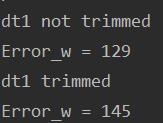 dt1 not trimmed
Error_w = 129
dt1 trimmed
Error_w = 145